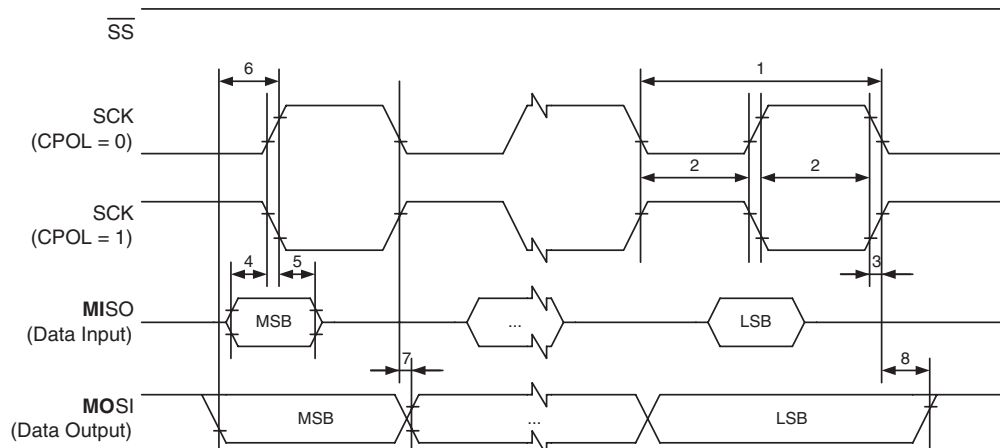 SS
6
1
SCK
(CPOL = 0)
2
2
SCK
(CPOL = 1)
4
5
3
MISO
(Data Input)
MSB
...
LSB
7
8
MOSI
(Data Output)
MSB
...
LSB